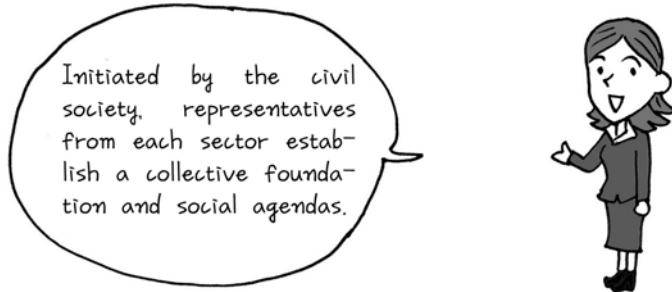 Initiated by the civil
society, representatives
from each sector estab-
lish a collective founda-
tion and social agendas.